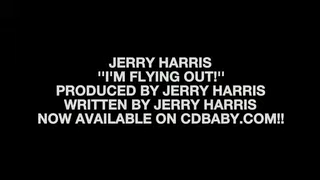 JERRY HARRIS
"I'M FLYING OUT!"
PRODUCED BY JERRY HARRIS
WRITTEN BY JERRY HARRIS
NOW AVAILABLE ON CDBABY.COM!!